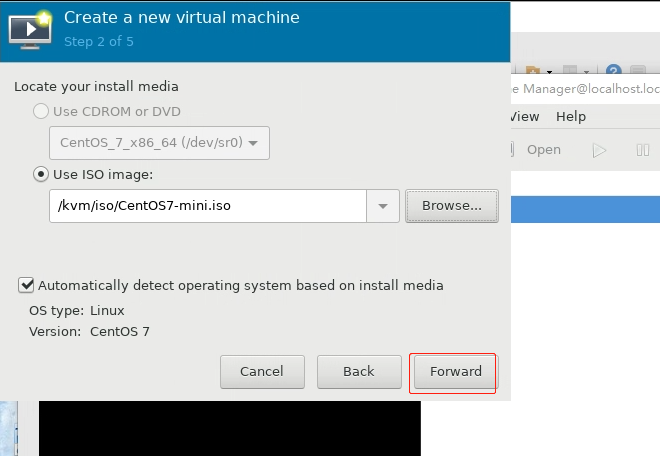 Create a new virtual machine
Step 2 of 5
Locate your install media
Use CDROM or DVD
CentOS_7_x86_64 (/dev/sr0)
Use ISO image:
/kvm/iso/CentOS7-mini.iso
Browse...
Automatically detect operating system based on install media
OS type: Linux
Version: CentOS 7
Cancel
Back
Forward
Manager@localhost.loc
View Help
Open